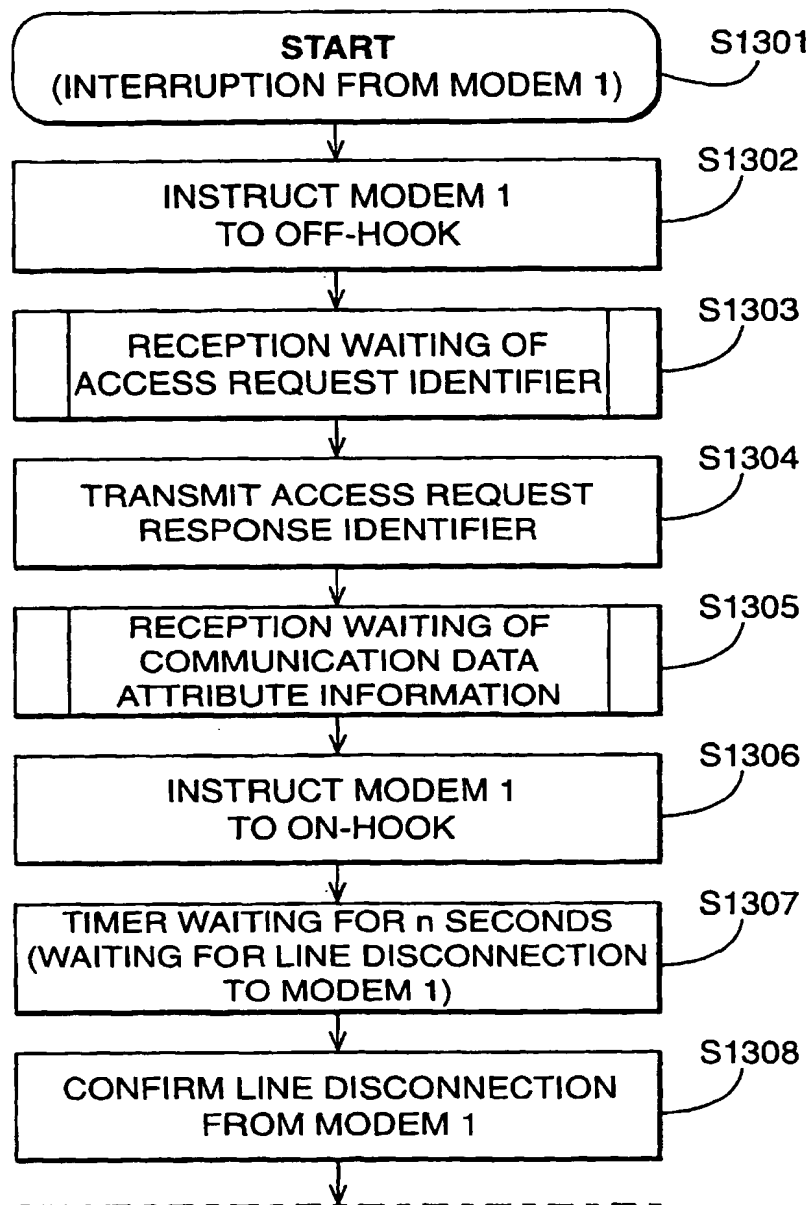 START
(INTERRUPTION FROM MODEM 1)
S1301
INSTRUCT MODEM 1
TO OFF-HOOK
S1302
RECEPTION WAITING OF
ACCESS REQUEST IDENTIFIER
S1303
TRANSMIT ACCESS REQUEST
RESPONSE IDENTIFIER
S1304
RECEPTION WAITING OF
COMMUNICATION DATA
ATTRIBUTE INFORMATION
S1305
INSTRUCT MODEM 1
TO ON-HOOK
S1306
TIMER WAITING FOR n SECONDS
(WAITING FOR LINE DISCONNECTION
TO MODEM 1)
S1307
CONFIRM LINE DISCONNECTION
FROM MODEM 1
S1308